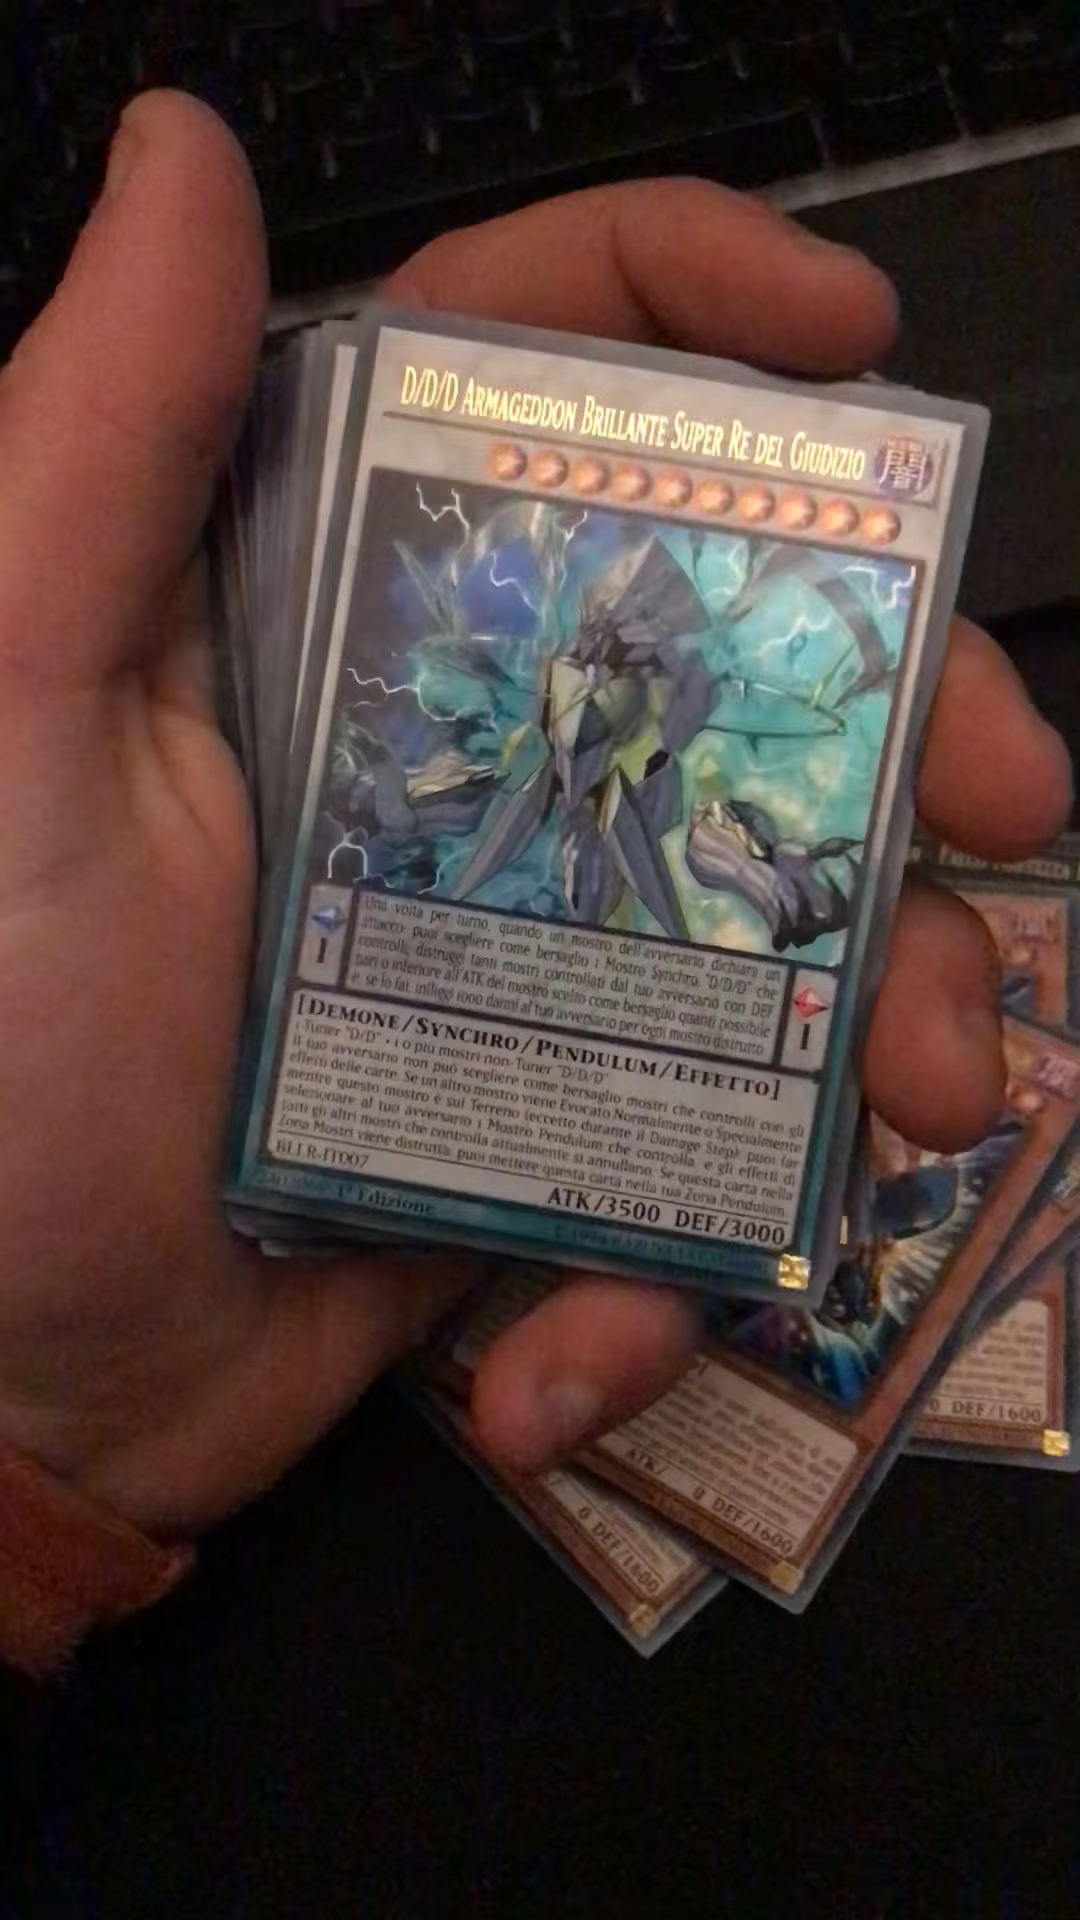 D/D/D ARMAGEDDON BRILLANTE SUPER RE DEL GIUDIZIO
Una volta per turno, quando un mostro dell'avversario dichiara un
attacco: puoi scegliere come bersaglio 1 Mostro Synchro "D/D/D" che
controlli; distruggi tanti mostri controllati dal tuo avversario con DEF
pari o inferiore all'ATK del mostro scelto come bersaglio quanti possibile
e, se lo fai, infliggi 1000 danni al tuo avversario per ogni mostro distrutto.
1
1
[DEMONE/SYNCHRO/PENDULUM/EFFETTO]
1 Tuner "D/D" + 1 o più mostri non-Tuner "D/D/D"
Il tuo avversario non può scegliere come bersaglio mostri che controlli con gli
effetti delle carte. Se un altro mostro viene Evocato Normalmente o Specialmente
mentre questo mostro è sul Terreno (eccetto durante il Damage Step): puoi far
selezionare al tuo avversario 1 Mostro Pendulum che controlla, e gli effetti di
tutti gli altri mostri che controlla attualmente si annullano. Se questa carta nella
Zona Mostri viene distrutta: puoi mettere questa carta nella tua Zona Pendulum.
BLLR-IT007
ATK/3500 DEF/3000
1ª Edizione
0 DEF/1600
ATK/ 0 DEF/1600
0 DEF/1600